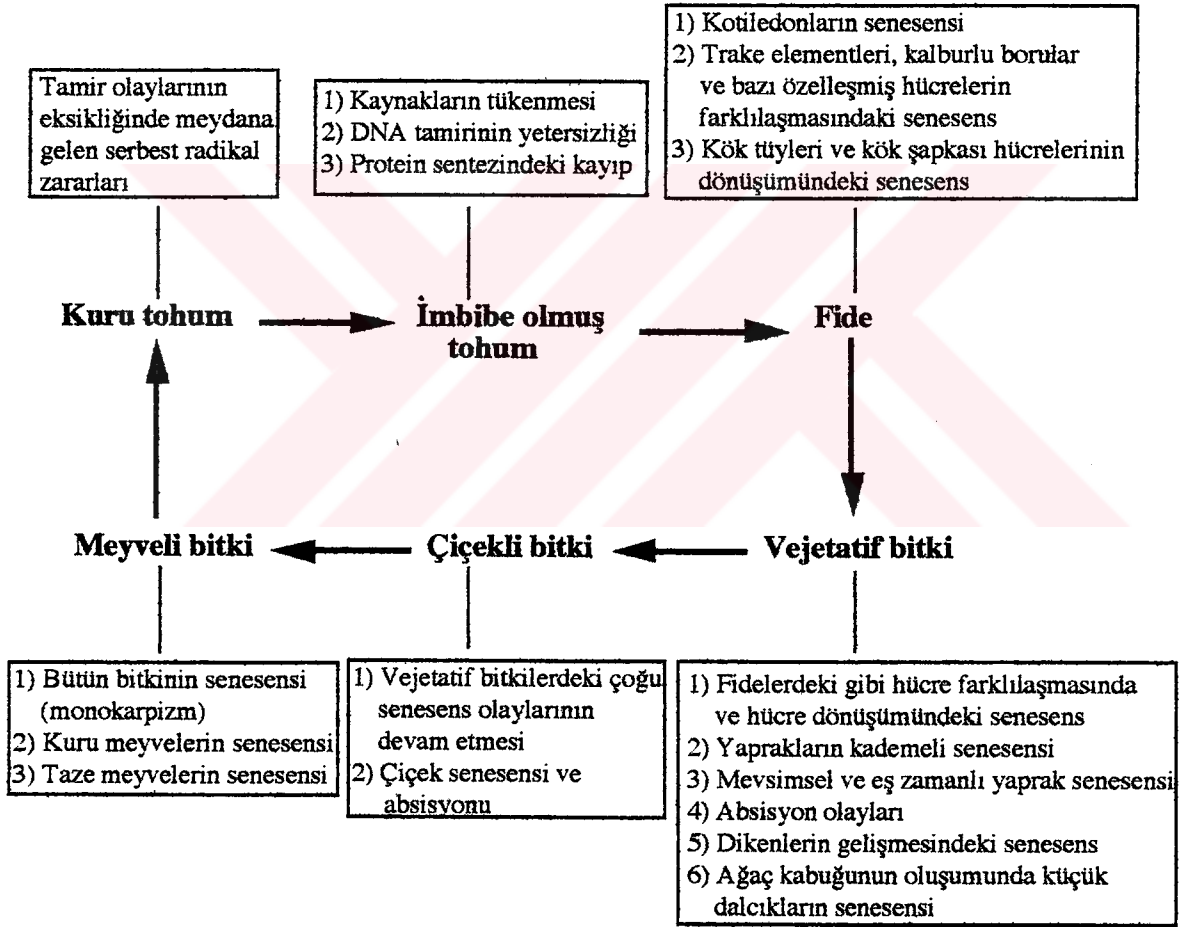 Tamir olaylarının
eksikliğinde meydana
gelen serbest radikal
zararları
1) Kaynakların tükenmesi
2) DNA tamirinin yetersizliği
3) Protein sentezindeki kayıp
1) Kotiledonların senesensi
2) Trake elementleri, kalburlu borular
ve bazı özelleşmiş hücrelerin
farklılaşmasındaki senesens
3) Kök tüyleri ve kök şapkası hücrelerinin
dönüşümündeki senesens
Kuru tohum
İmbibe olmuş
tohum
Fide
Meyveli bitki
Çiçekli bitki
Vejetatif bitki
1) Bütün bitkinin senesensi
(monokarpizm)
2) Kuru meyvelerin senesensi
3) Taze meyvelerin senesensi
1) Vejetatif bitkilerdeki çoğu
senesens olaylarının
devam etmesi
2) Çiçek senesensi ve
absisyonu
1) Fidelerdeki gibi hücre farklılaşmasında
ve hücre dönüşümündeki senesens
2) Yaprakların kademeli senesensi
3) Mevsimsel ve eş zamanlı yaprak senesensi
4) Absisyon olayları
5) Dikenlerin gelişmesindeki senesens
6) Ağaç kabuğunun oluşumunda küçük
dalcıkların senesensi